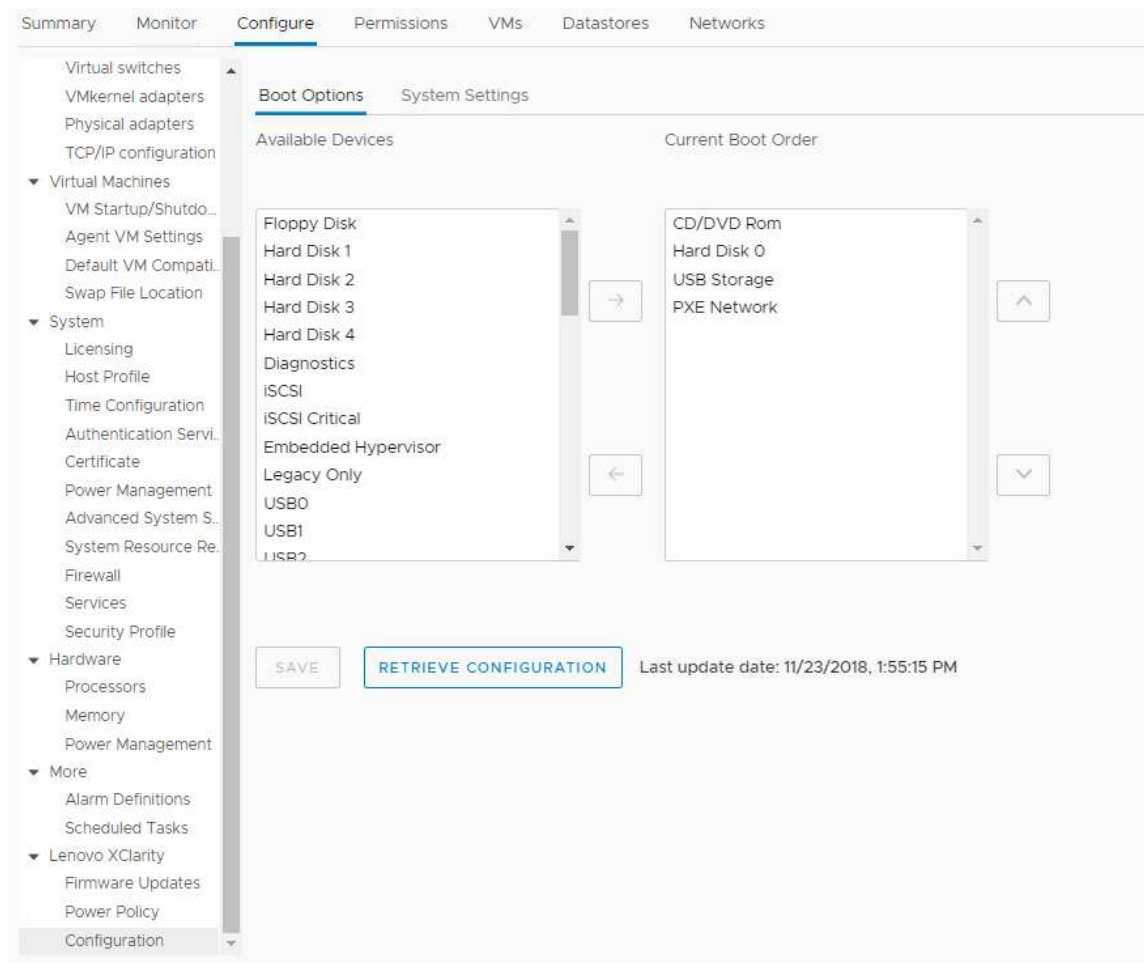 Summary Monitor Configure Permissions VMs Datastores Networks
Virtual switches
VMkernel adapters
Physical adapters
TCP/IP configuration
Virtual Machines
VM Startup/Shutdo...
Agent VM Settings
Default VM Compati..
Swap File Location
System
Licensing
Host Profile
Time Configuration
Authentication Servi..
Certificate
Power Management
Advanced System S..
System Resource Re.
Firewall
Services
Security Profile
Hardware
Processors
Memory
Power Management
More
Alarm Definitions
Scheduled Tasks
Lenovo XClarity
Firmware Updates
Power Policy
Configuration
Boot Options System Settings
Available Devices
Floppy Disk
Hard Disk 1
Hard Disk 2
Hard Disk 3
Hard Disk 4
Diagnostics
iSCSI
iSCSI Critical
Embedded Hypervisor
Legacy Only
USB0
USB1
USB2
Current Boot Order
CD/DVD Rom
Hard Disk 0
USB Storage
PXE Network
SAVE RETRIEVE CONFIGURATION Last update date: 11/23/2018, 1:55:15 PM